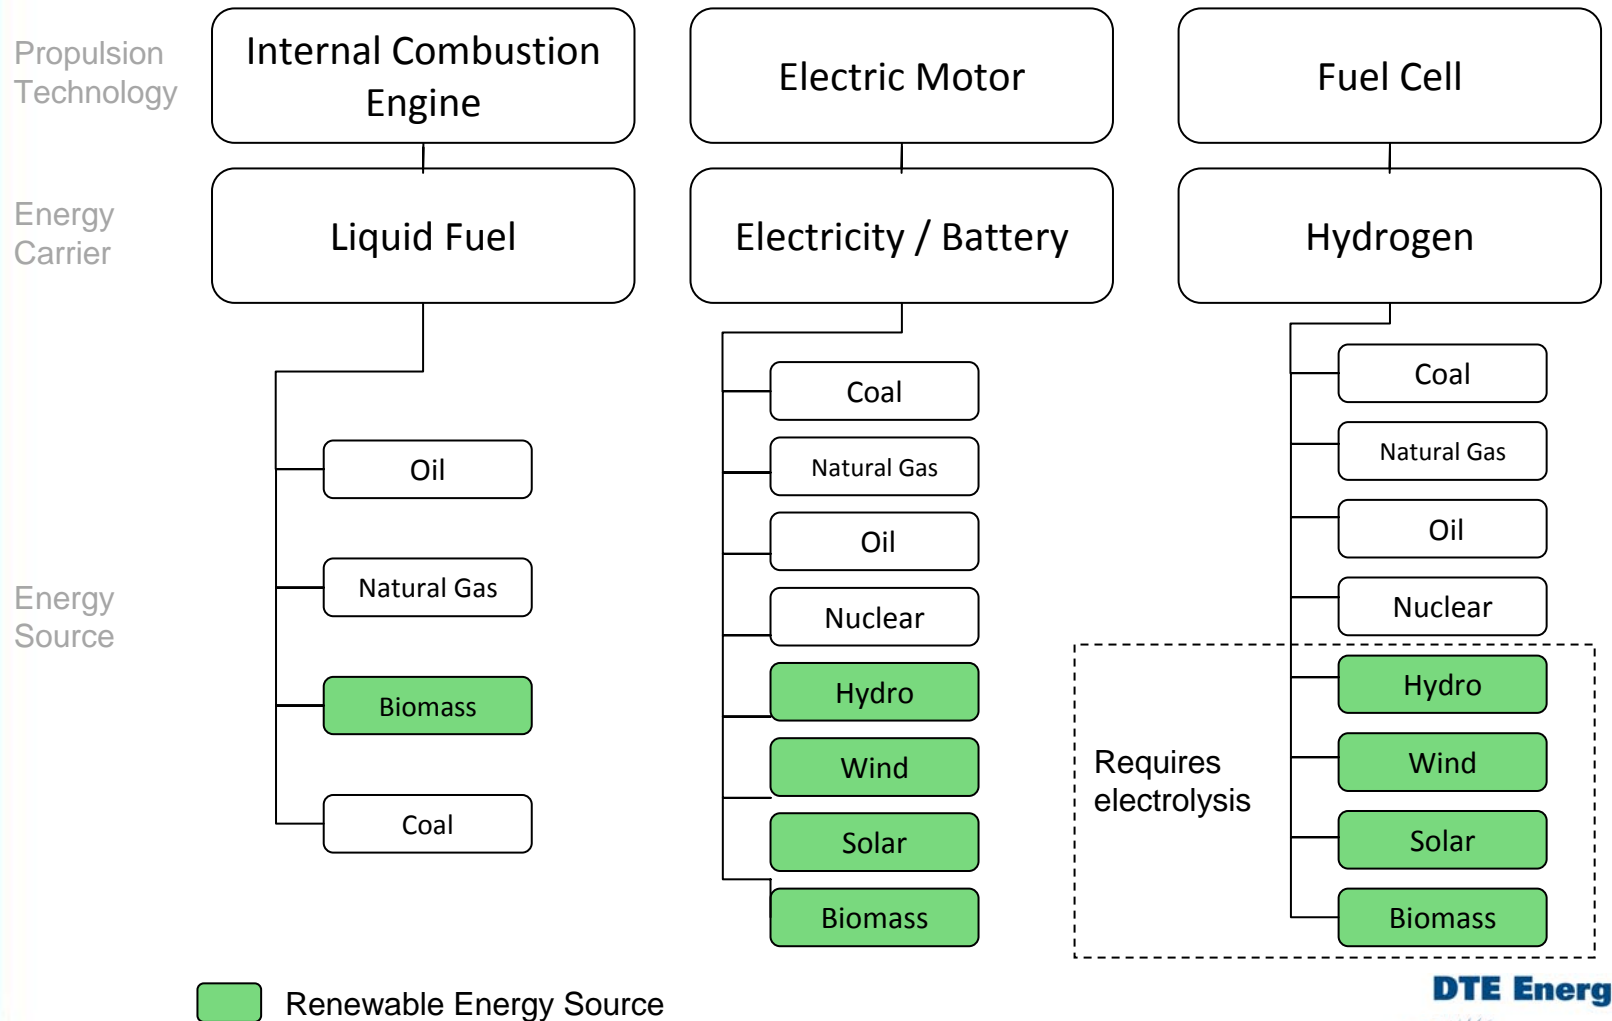 Propulsion
Technology
Internal Combustion
Engine
Electric Motor
Fuel Cell
Energy
Carrier
Liquid Fuel
Electricity / Battery
Hydrogen
Energy
Source
Oil
Natural Gas
Biomass
Coal
Coal
Natural Gas
Oil
Nuclear
Hydro
Wind
Solar
Biomass
Coal
Natural Gas
Oil
Nuclear
Requires
electrolysis
Hydro
Wind
Solar
Biomass
Renewable Energy Source
DTE Energ